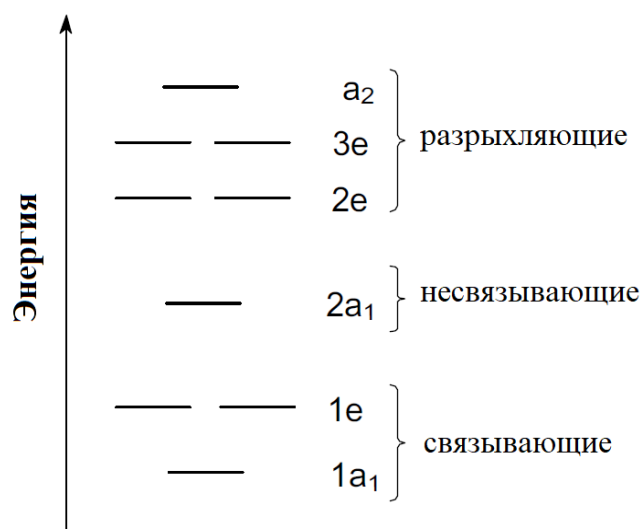 a₂
3e
разрыхляющие
2e
Энергия
2a₁
несвязывающие
1e
связывающие
1a₁